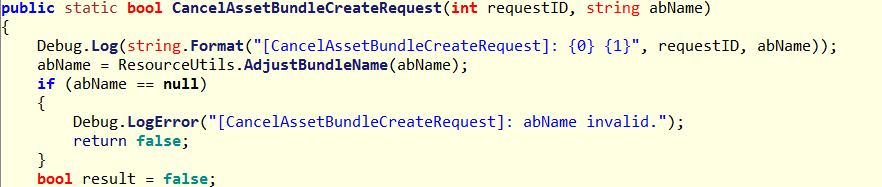 public static bool CancelAssetBundleCreateRequest(int requestID, string abName)
{
    Debug.Log(string.Format("[CancelAssetBundleCreateRequest]: {0} {1}", requestID, abName));
    abName = ResourceUtils.AdjustBundleName(abName);
    if (abName == null)
    {
        Debug.LogError("[CancelAssetBundleCreateRequest]: abName invalid.");
        return false;
    }
    bool result = false;